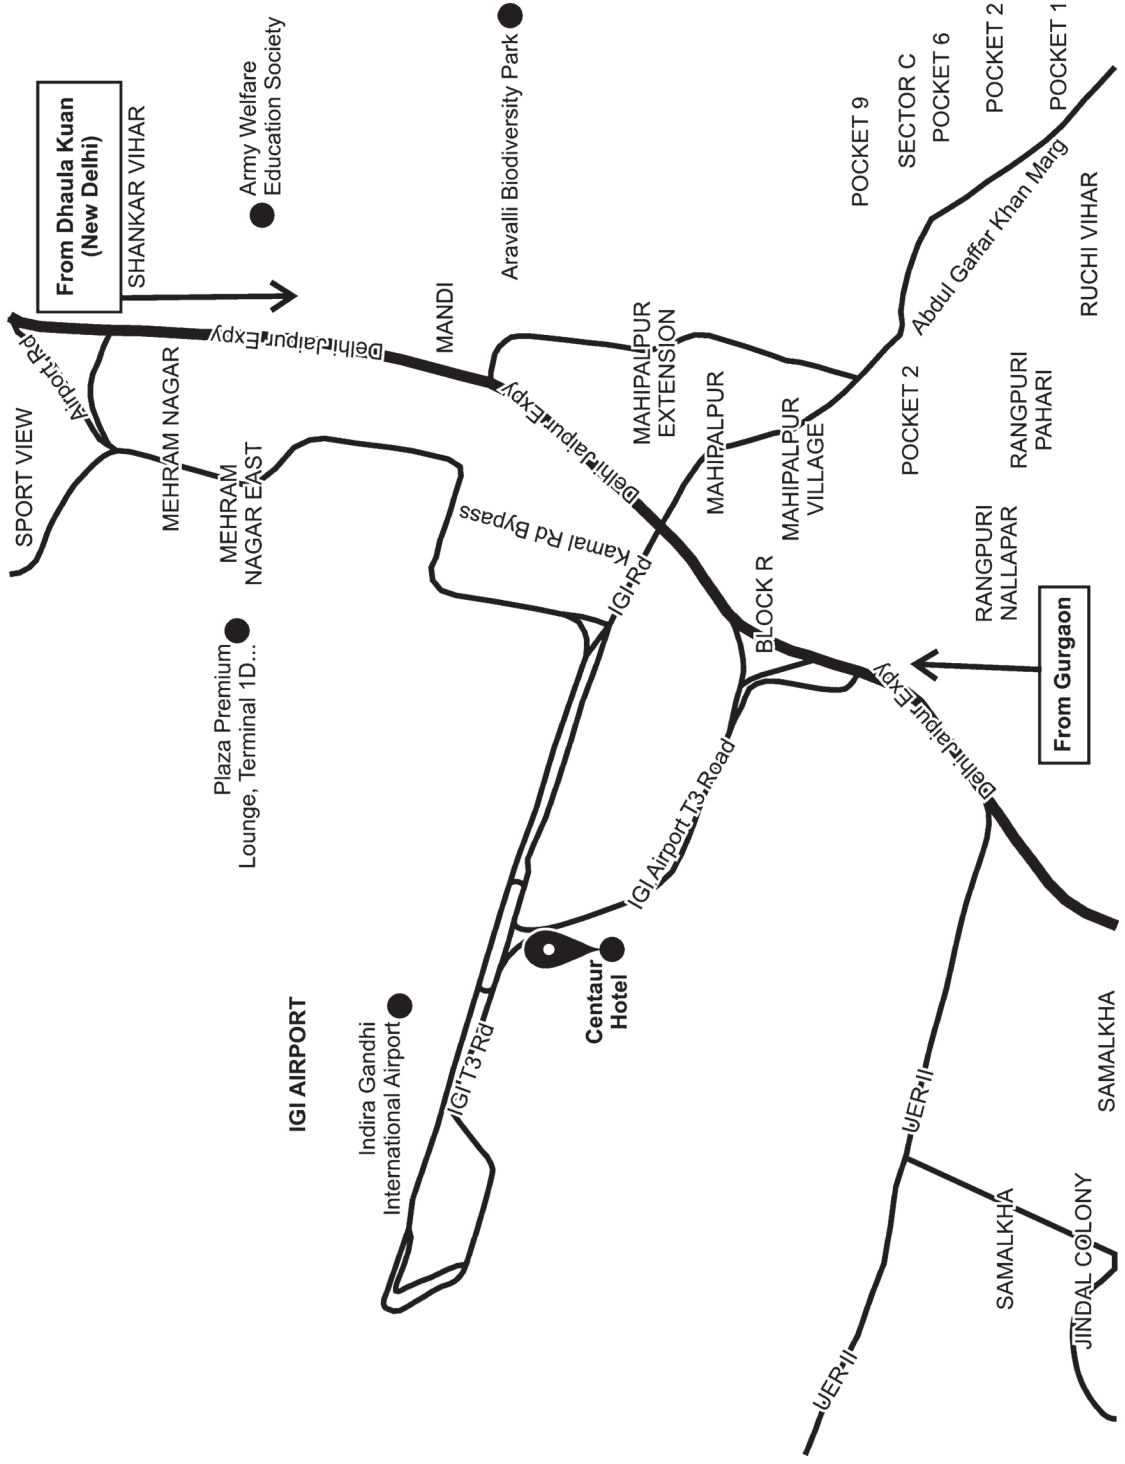 From Dhaula Kuan
(New Delhi)
SHANKAR VIHAR
Army Welfare
Education Society
Aravalli Biodiversity Park
POCKET 9
SECTOR C
POCKET 6
POCKET 2
POCKET 1
Abdul Gaffar Khan Marg
RUCHI VIHAR
SPORT VIEW
Airport Rd
MEHRAM NAGAR
MEHRAM
NAGAR EAST
Delhi Jaipur Expy
MANDI
Delhi Jaipur Expy
MAHIPALPUR
EXTENSION
MAHIPALPUR
MAHIPALPUR
VILLAGE
POCKET 2
RANGPURI
PAHARI
RANGPURI
NALLAPAR
Kamal Rd Bypass
IGI Rd
BLOCK R
From Gurgaon
Delhi Jaipur Expy
Plaza Premium
Lounge, Terminal 1D...
IGI Airport T3 Road
Centaur
Hotel
IGI AIRPORT
Indira Gandhi
International Airport
IGI T3 Rd
UER II
SAMALKHA
SAMALKHA
JINDAL COLONY
UER II